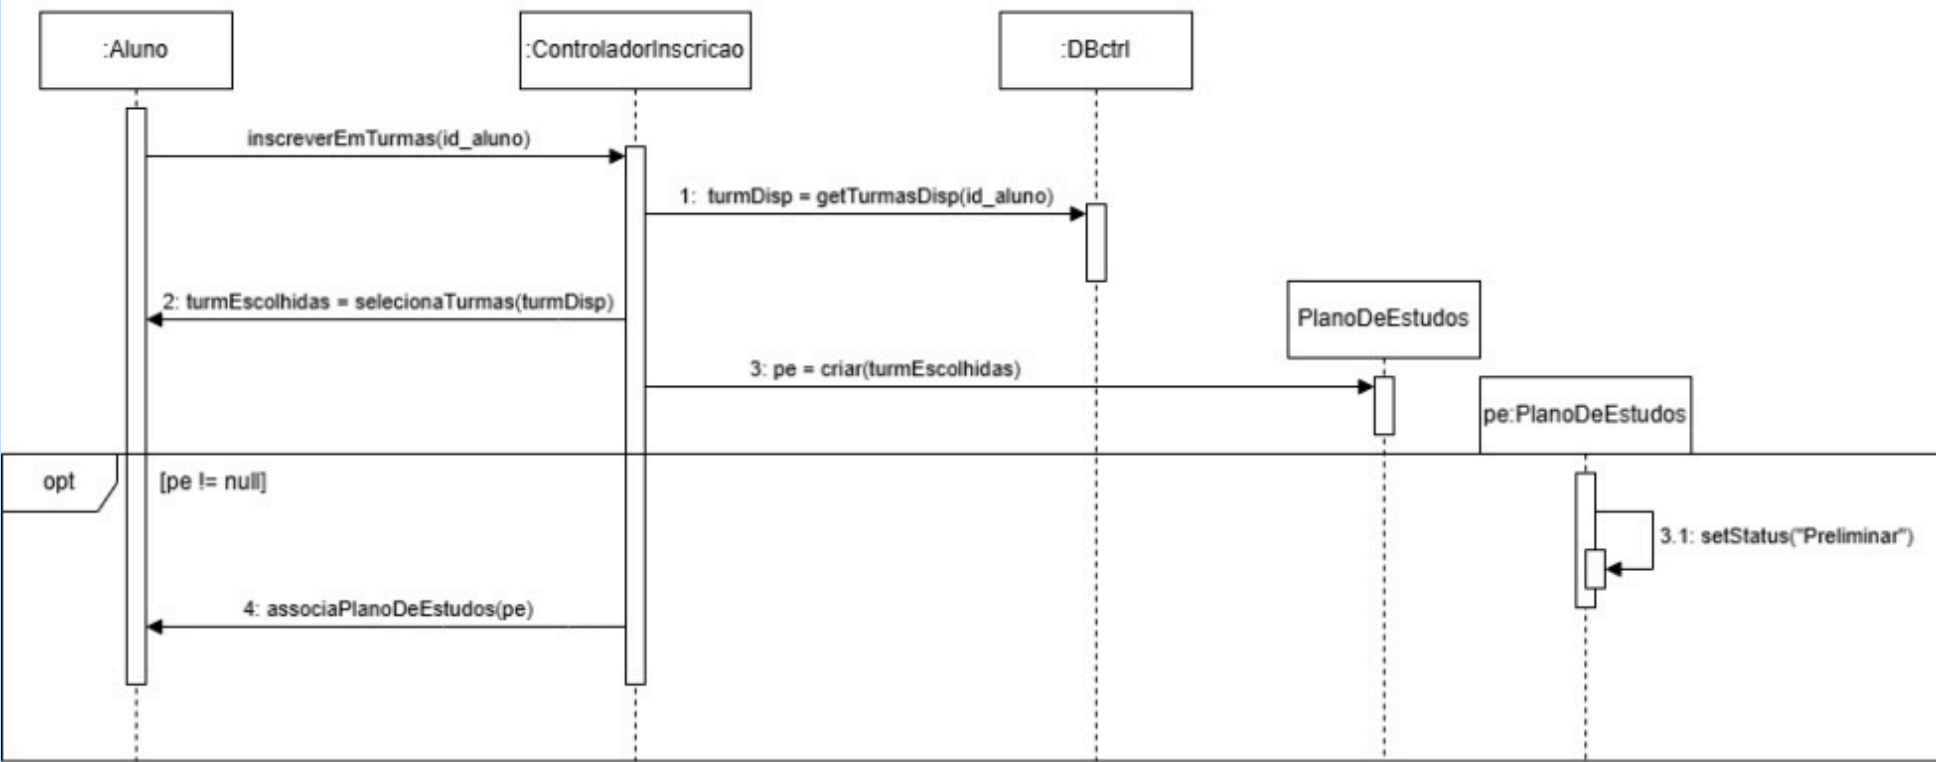 :Aluno
:ControladorInscricao
:DBctrl
inscreverEmTurmas(id_aluno)
1: turmDisp = getTurmasDisp(id_aluno)
2: turmEscolhidas = selecionaTurmas(turmDisp)
PlanoDeEstudos
3: pe = criar(turmEscolhidas)
pe:PlanoDeEstudos
opt
[pe != null]
3.1: setStatus("Preliminar")
4: associaPlanoDeEstudos(pe)